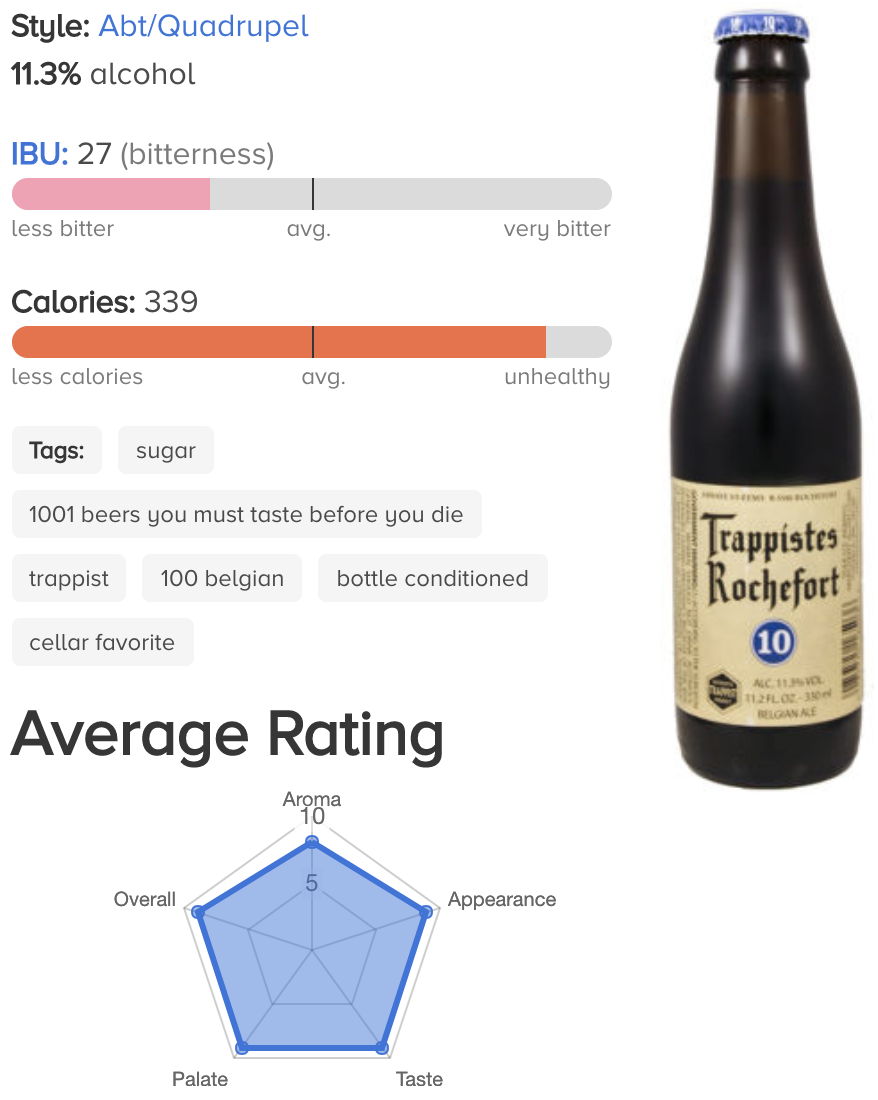 Style: Abt/Quadrupel
11.3% alcohol
IBU: 27 (bitterness)
less bitter avg. very bitter
Calories: 339
less calories avg. unhealthy
Tags: sugar
1001 beers you must taste before you die
trappist 100 belgian bottle conditioned
cellar favorite
Average Rating
Aroma
10
5
Overall Appearance
Palate Taste
10
Trappistes
Rochefort
10
ALC. 11.3% VOL.
11.2 FL. OZ. - 330 ml
BELGIAN ALE